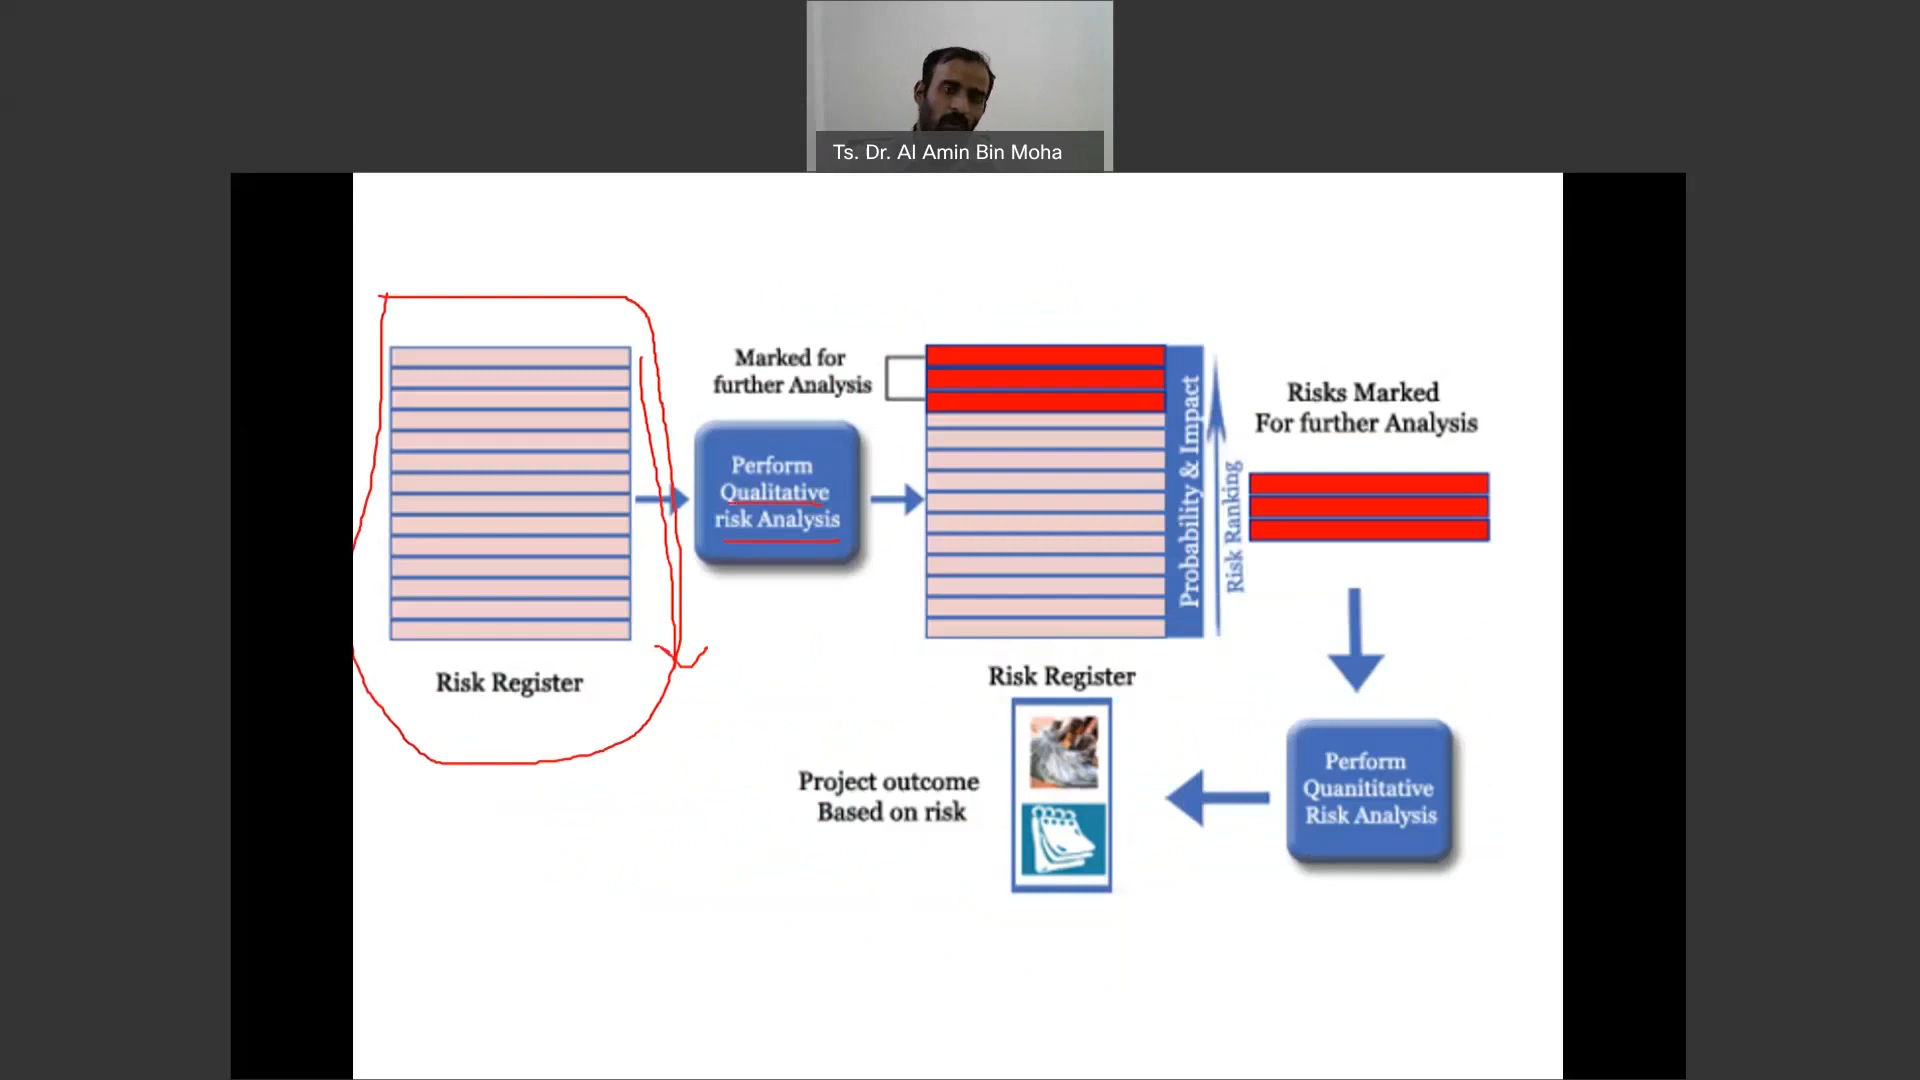 Ts. Dr. Al Amin Bin Moha
Marked for
further Analysis
Perform
Qualitative
risk Analysis
Risk Register
Probability & Impact
Risk Ranking
Risks Marked
For further Analysis
Risk Register
Project outcome
Based on risk
Perform
Quanititative
Risk Analysis